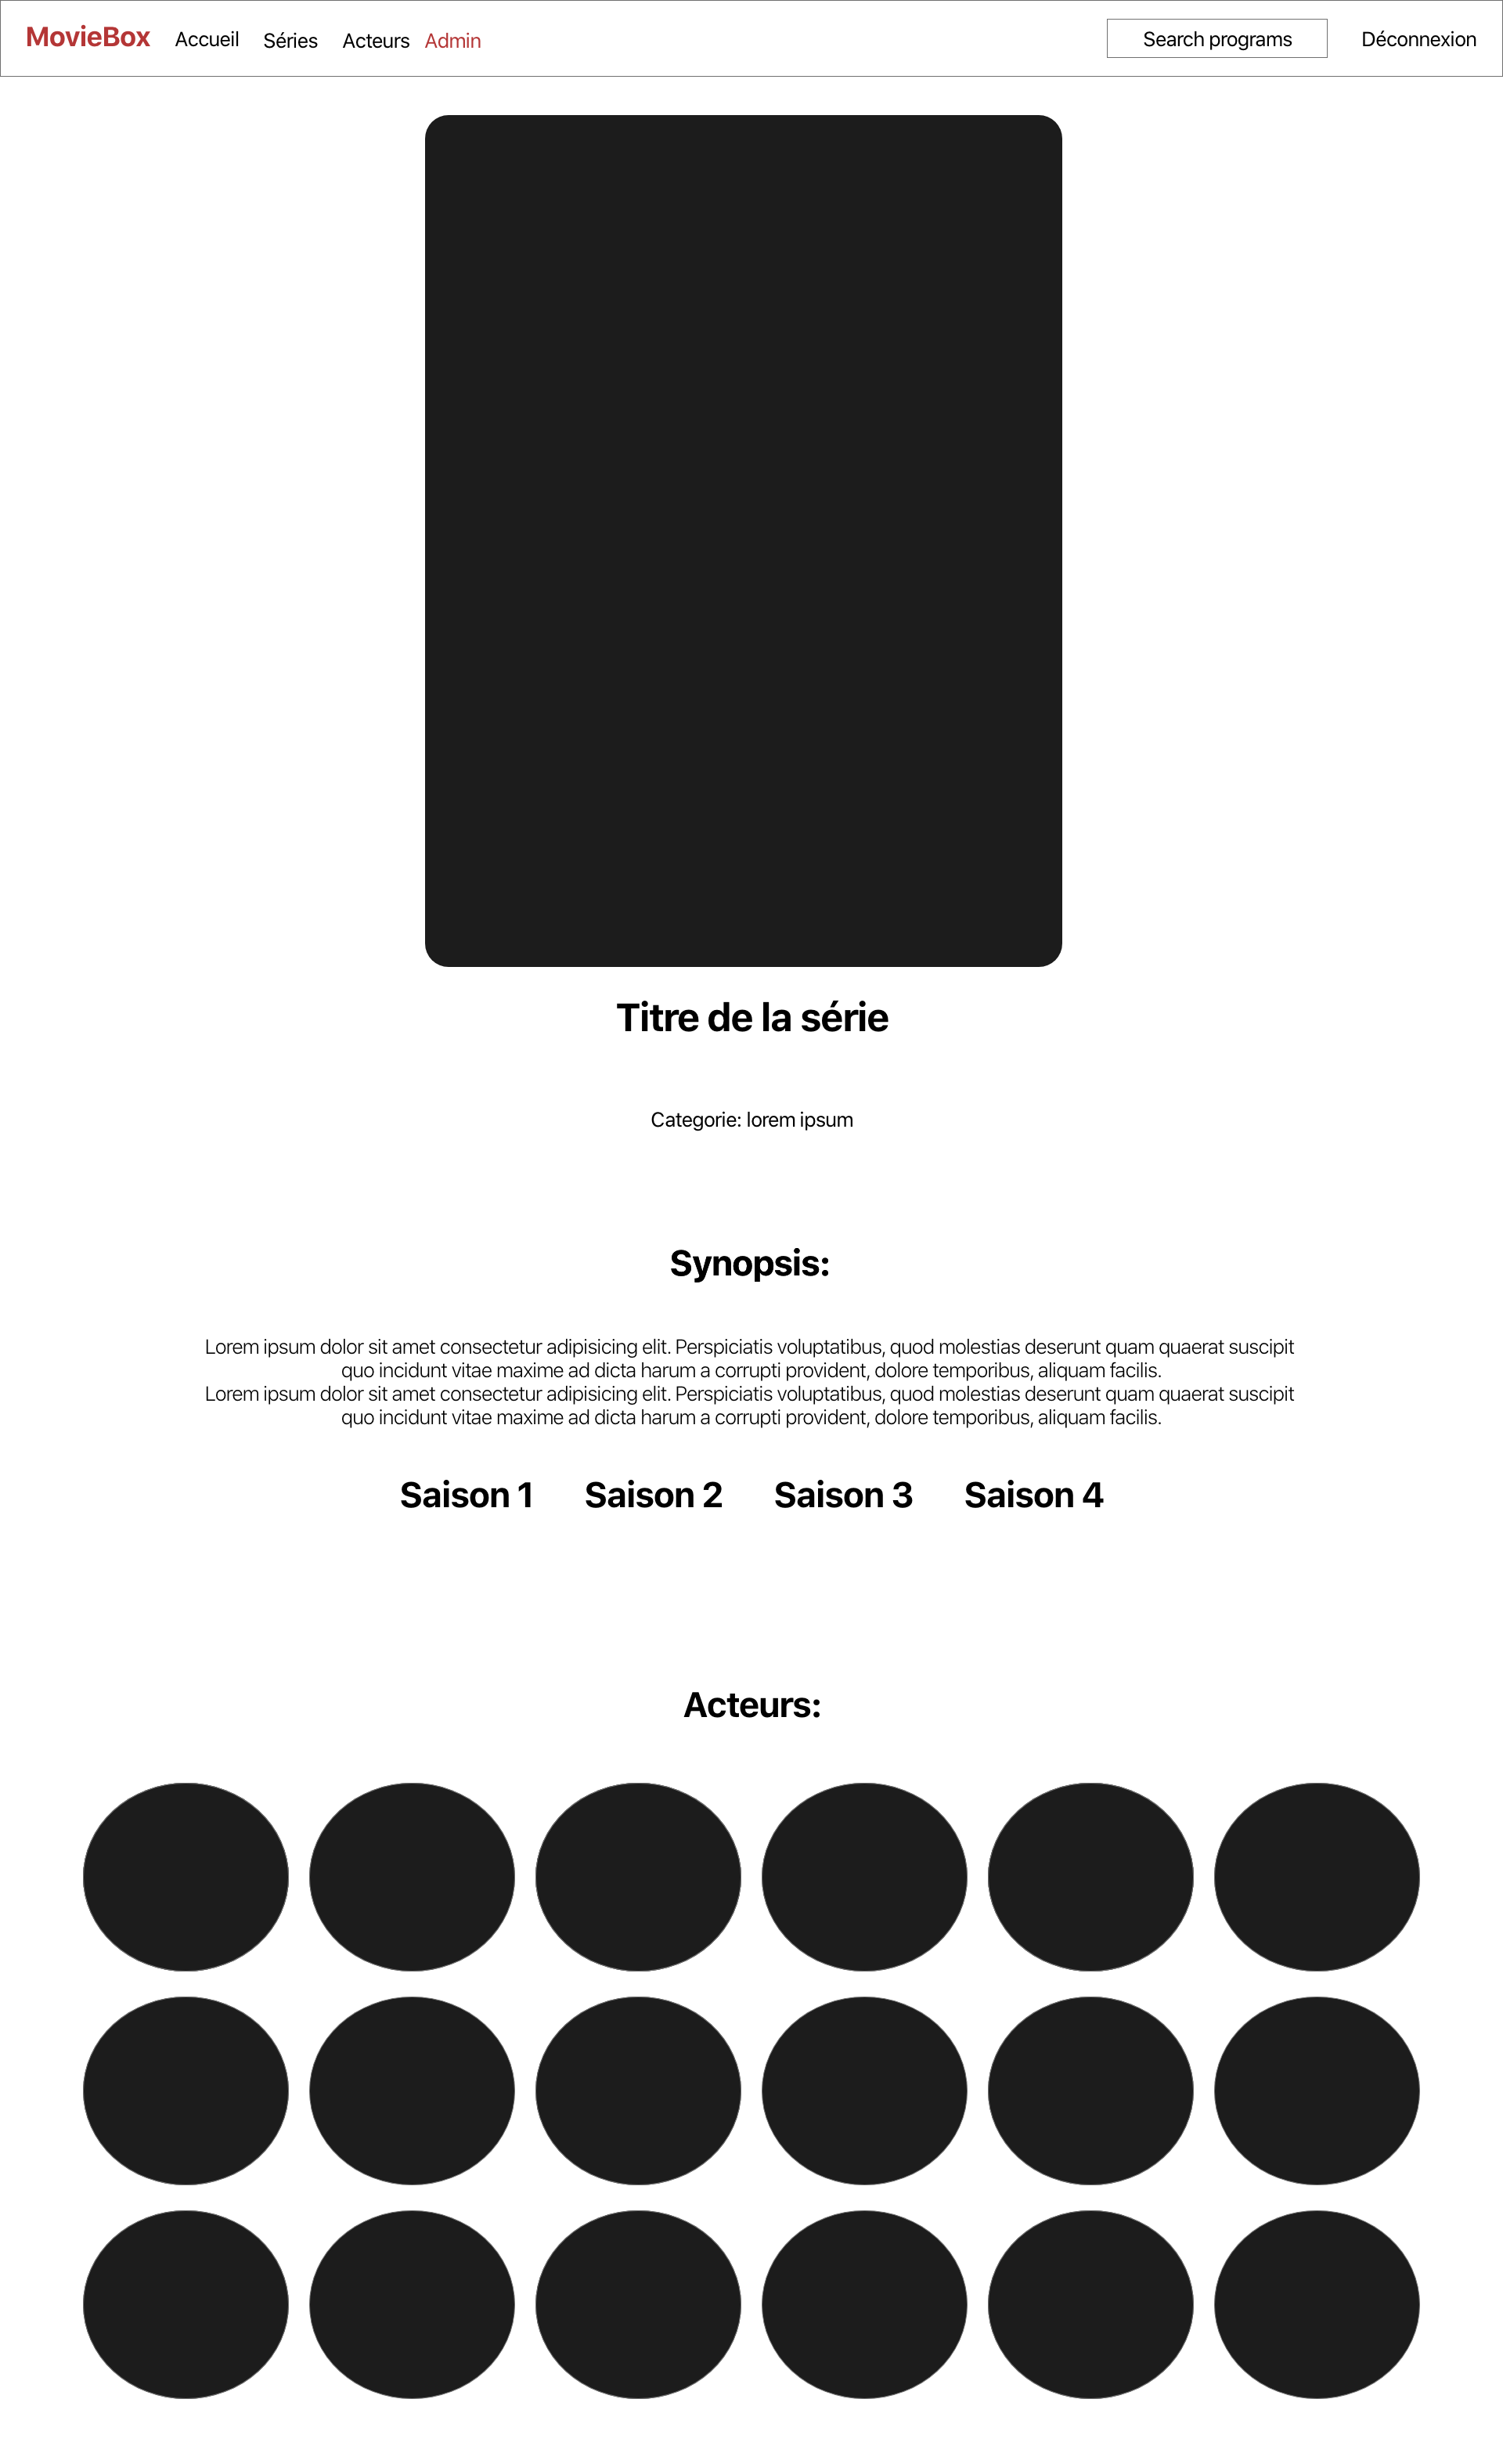 MovieBox Accueil Séries Acteurs Admin Search programs Déconnexion
Titre de la série
Categorie: lorem ipsum
Synopsis:
Lorem ipsum dolor sit amet consectetur adipisicing elit. Perspiciatis voluptatibus, quod molestias deserunt quam quaerat suscipit
quo incidunt vitae maxime ad dicta harum a corrupti provident, dolore temporibus, aliquam facilis.
Lorem ipsum dolor sit amet consectetur adipisicing elit. Perspiciatis voluptatibus, quod molestias deserunt quam quaerat suscipit
quo incidunt vitae maxime ad dicta harum a corrupti provident, dolore temporibus, aliquam facilis.
Saison 1 Saison 2 Saison 3 Saison 4
Acteurs: